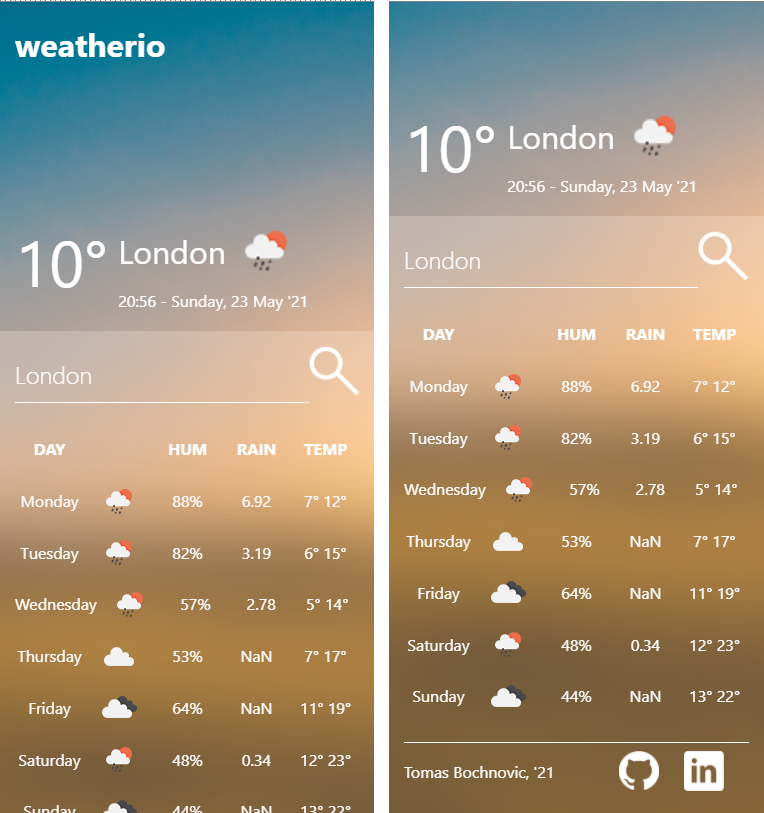 weatherio
10° London
20:56 - Sunday, 23 May '21
London
DAY HUM RAIN TEMP
Monday 88% 6.92 7° 12°
Tuesday 82% 3.19 6° 15°
Wednesday 57% 2.78 5° 14°
Thursday 53% NaN 7° 17°
Friday 64% NaN 11° 19°
Saturday 48% 0.34 12° 23°
Sunday 44% NaN 13° 22°
10° London
20:56 - Sunday, 23 May '21
London
DAY HUM RAIN TEMP
Monday 88% 6.92 7° 12°
Tuesday 82% 3.19 6° 15°
Wednesday 57% 2.78 5° 14°
Thursday 53% NaN 7° 17°
Friday 64% NaN 11° 19°
Saturday 48% 0.34 12° 23°
Sunday 44% NaN 13° 22°
Tomas Bochnovic, '21 in